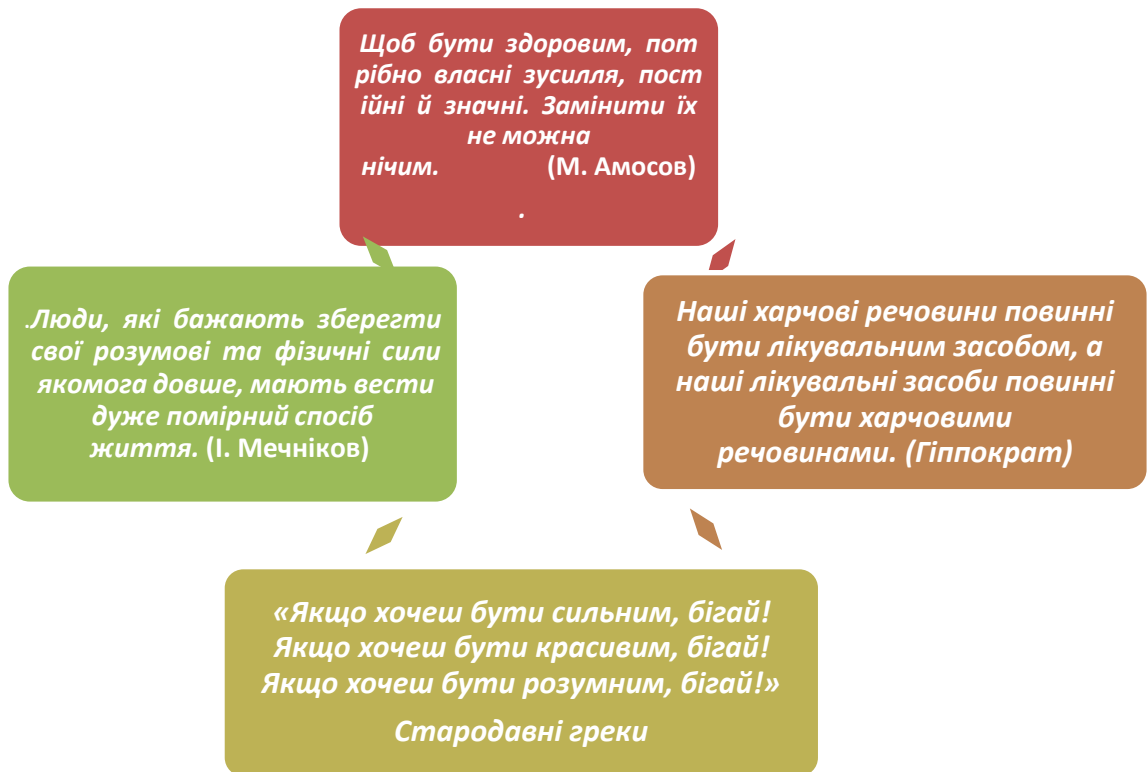 Щоб бути здоровим, пот
рібно власні зусилля, пост
ійні й значні. Замінити їх
не можна
нічим. (М. Амосов)
.
.Люди, які бажають зберегти
свої розумові та фізичні сили
якомога довше, мають вести
дуже помірний спосіб
життя. (І. Мечніков)
Наші харчові речовини повинні
бути лікувальним засобом, а
наші лікувальні засоби повинні
бути харчовими
речовинами. (Гіппократ)
«Якщо хочеш бути сильним, бігай!
Якщо хочеш бути красивим, бігай!
Якщо хочеш бути розумним, бігай!»
Стародавні греки